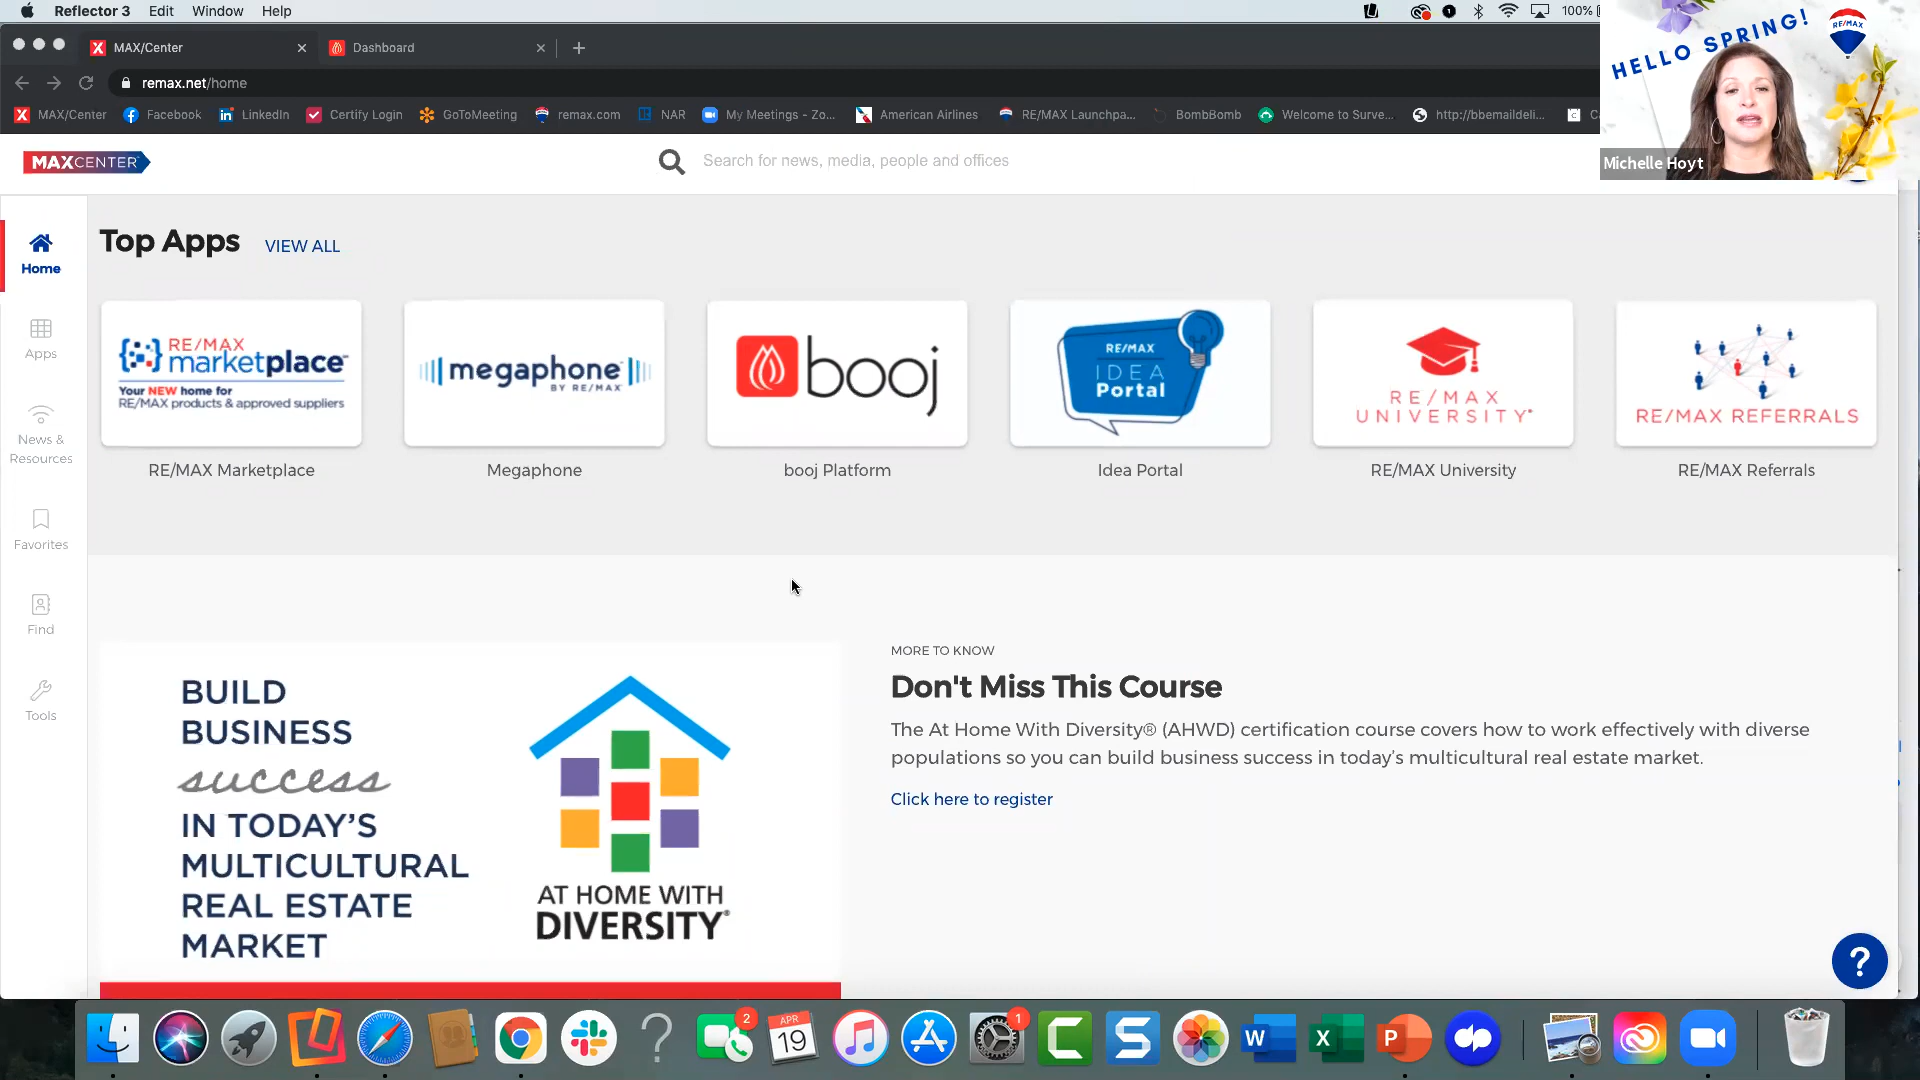 Reflector 3 Edit Window Help
100%
MAX/Center
Dashboard
remax.net/home
MAX/Center Facebook LinkedIn Certify Login GoToMeeting remax.com NAR My Meetings - Zo... American Airlines RE/MAX Launchpa... BombBomb Welcome to Surve... http://bbemaildeli...
HELLO SPRING!
RE/MAX
Michelle Hoyt
MAXCENTER
Search for news, media, people and offices
Home
Apps
News &
Resources
Favorites
Find
Tools
Top Apps VIEW ALL
RE/MAX
marketplace
Your NEW home for
RE/MAX products & approved suppliers
RE/MAX Marketplace
megaphone
BY RE/MAX
Megaphone
booj
booj Platform
RE/MAX
IDEA
Portal
Idea Portal
RE/MAX
UNIVERSITY
RE/MAX University
RE/MAX REFERRALS
RE/MAX Referrals
BUILD
BUSINESS
success
IN TODAY'S
MULTICULTURAL
REAL ESTATE
MARKET
AT HOME WITH
DIVERSITY®
MORE TO KNOW
Don't Miss This Course
The At Home With Diversity® (AHWD) certification course covers how to work effectively with diverse
populations so you can build business success in today's multicultural real estate market.
Click here to register
?
2
APR
19
1
W
X
P